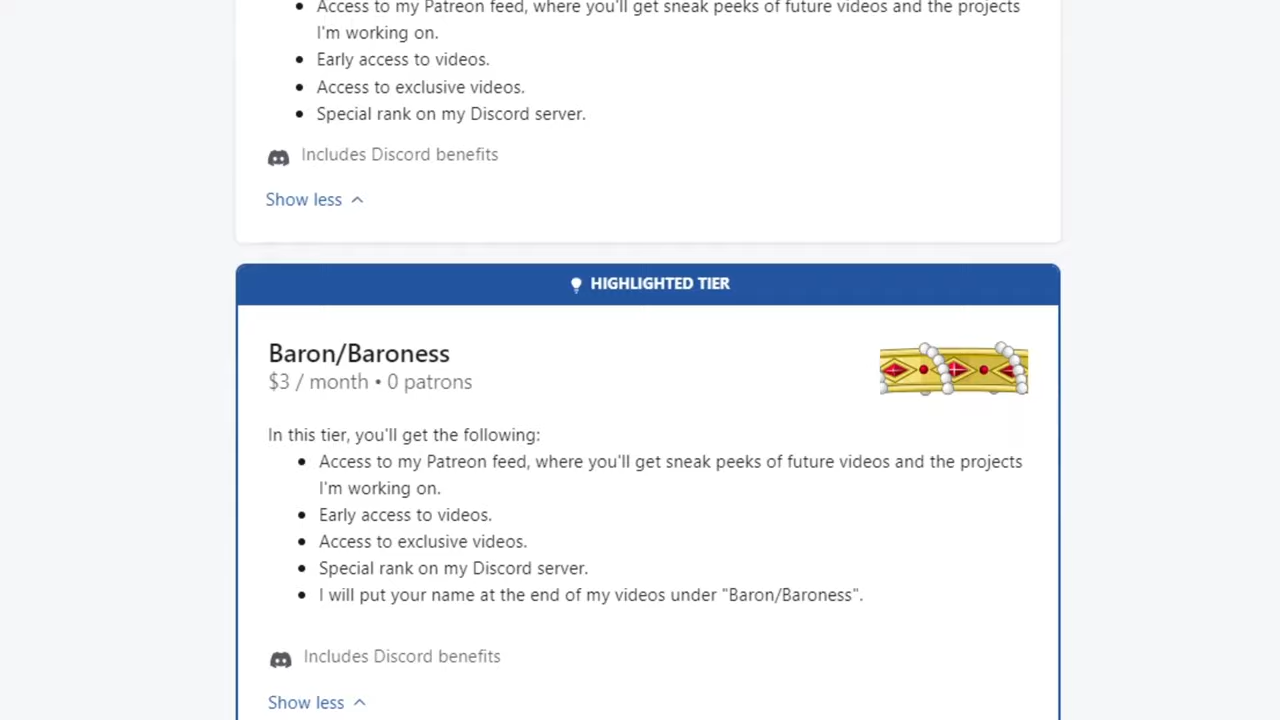 Access to my Patreon feed, where you'll get sneak peeks of future videos and the projects
I'm working on.
Early access to videos.
Access to exclusive videos.
Special rank on my Discord server.
Includes Discord benefits
Show less
HIGHLIGHTED TIER
Baron/Baroness
$3 / month • 0 patrons
In this tier, you'll get the following:
Access to my Patreon feed, where you'll get sneak peeks of future videos and the projects
I'm working on.
Early access to videos.
Access to exclusive videos.
Special rank on my Discord server.
I will put your name at the end of my videos under "Baron/Baroness".
Includes Discord benefits
Show less